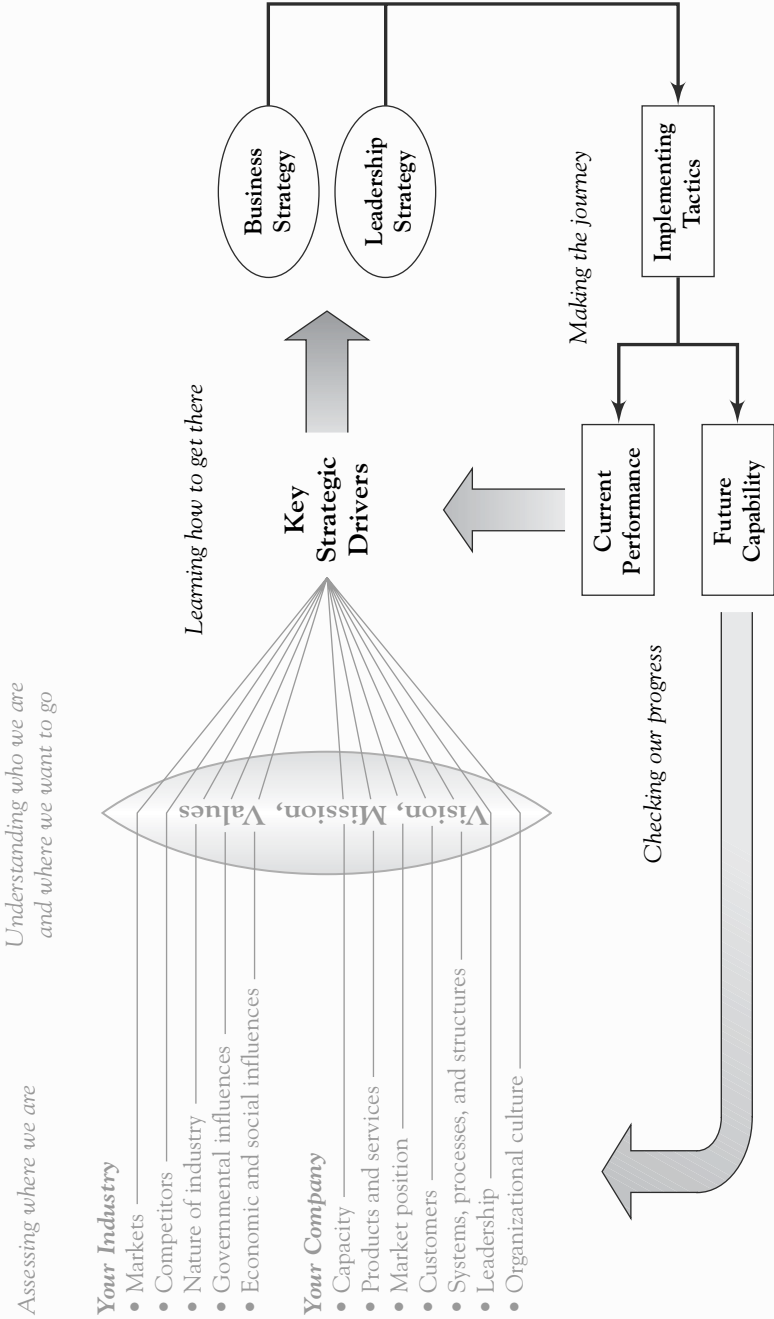 Assessing where we are
Understanding who we are
and where we want to go
Your Industry
• Markets
• Competitors
• Nature of industry
• Governmental influences
• Economic and social influences
Your Company
• Capacity
• Products and services
• Market position
• Customers
• Systems, processes, and structures
• Leadership
• Organizational culture
Vision, Mission, Values
Learning how to get there
Key
Strategic
Drivers
Business
Strategy
Leadership
Strategy
Making the journey
Implementing
Tactics
Current
Performance
Future
Capability
Checking our progress